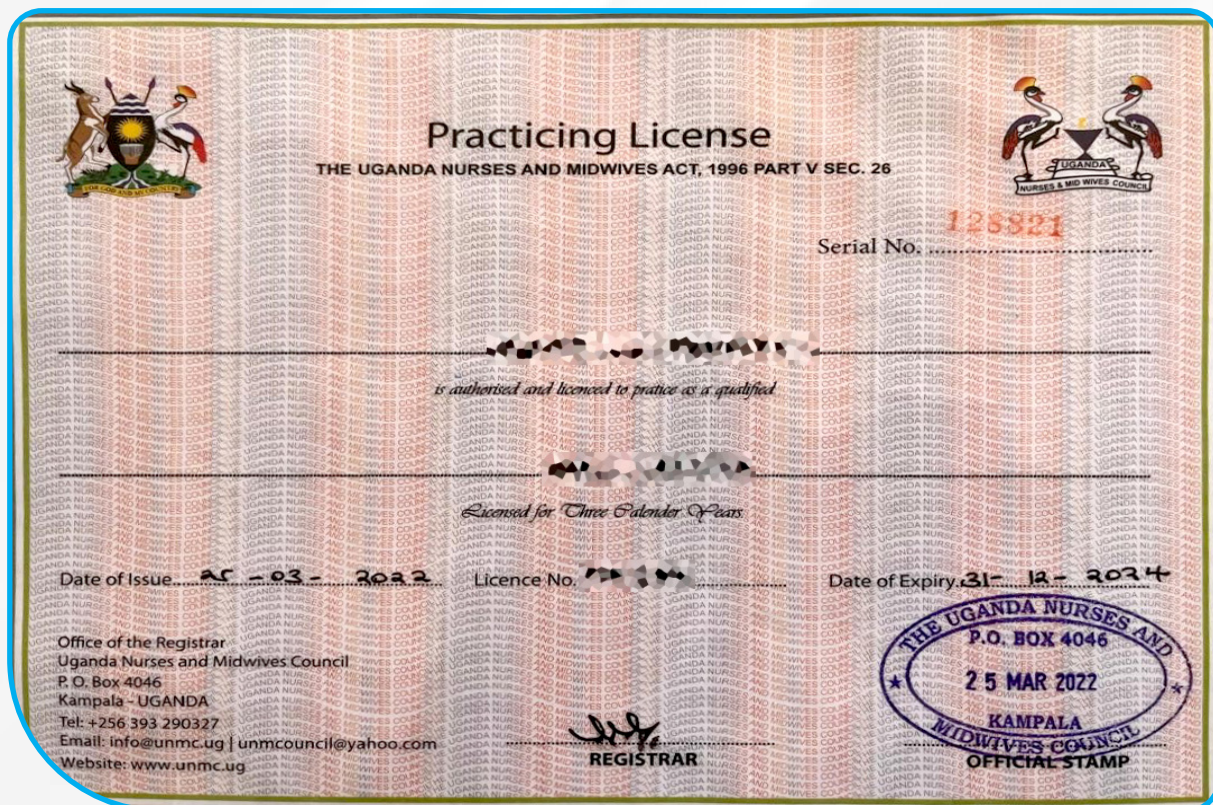 Practicing License
THE UGANDA NURSES AND MIDWIVES ACT, 1996 PART V SEC. 26
FOR GOD AND MY COUNTRY
UGANDA
NURSES & MID WIVES COUNCIL
Serial No. 128821
is authorised and licenced to pratice as a qualified
Licensed for Three Calender Years
Date of Issue 25 - 03 - 2022 Licence No. Date of Expiry 31- 12 - 2024
Office of the Registrar
Uganda Nurses and Midwives Council
P. O. Box 4046
Kampala - UGANDA
Tel: +256 393 290327
Email: info@unmc.ug | unmcouncil@yahoo.com
Website: www.unmc.ug
REGISTRAR
THE UGANDA NURSES AND
P.O. BOX 4046
25 MAR 2022
KAMPALA
MIDWIVES COUNCIL
OFFICIAL STAMP